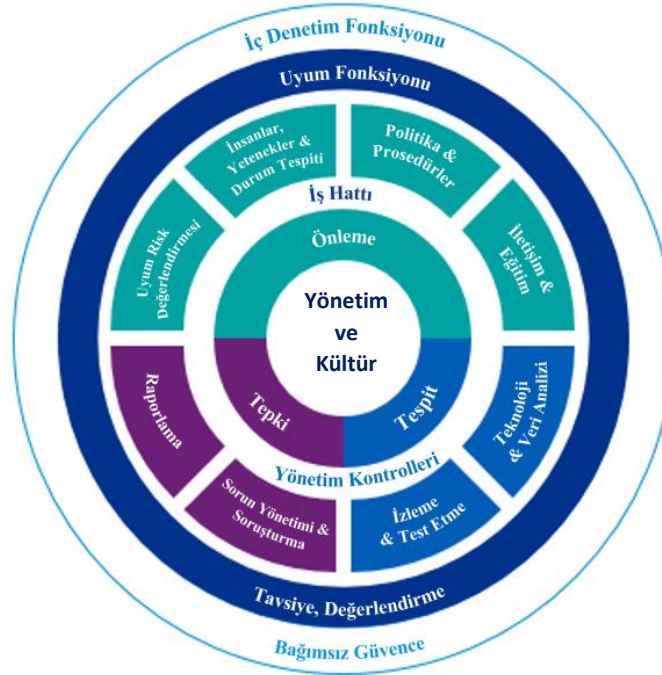 İç Denetim Fonksiyonu
Uyum Fonksiyonu
İnsanlar,
Yetenekler &
Durum Tespiti
Politika &
Prosedürler
İş Hattı
Önleme
Uyum Risk
Değerlendirmesi
İletişim &
Eğitim
Yönetim
ve
Kültür
Raporlama
Tepki
Tespit
Teknoloji
& Veri Analizi
Yönetim Kontrolleri
Sorun Yönetimi &
Soruşturma
İzleme
& Test Etme
Tavsiye, Değerlendirme
Bağımsız Güvence